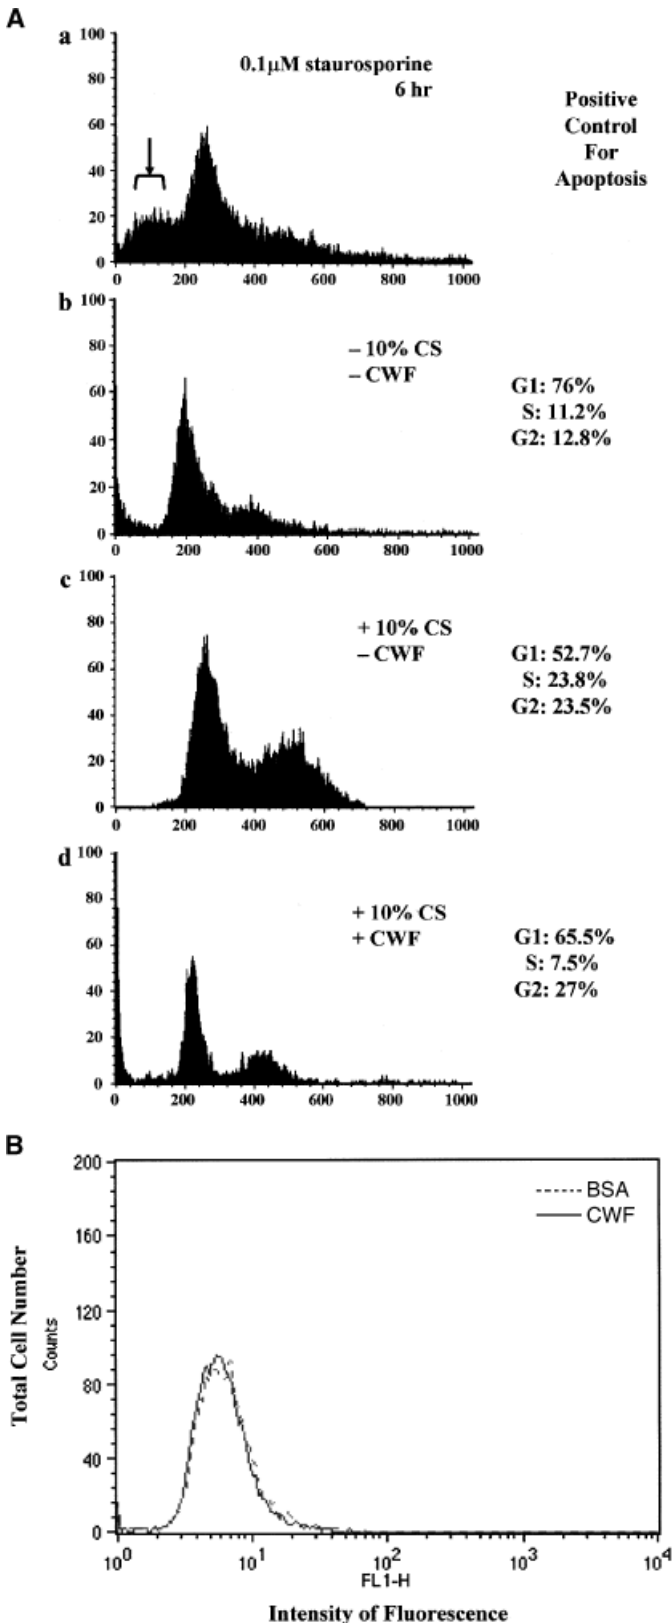 A
a
0.1μM staurosporine
6 hr
Positive
Control
For
Apoptosis
100
80
60
40
20
0
0 200 400 600 800 1000
b
– 10% CS
– CWF
G1: 76%
S: 11.2%
G2: 12.8%
100
80
60
40
20
0
0 200 400 600 800 1000
c
+ 10% CS
– CWF
G1: 52.7%
S: 23.8%
G2: 23.5%
100
80
60
40
20
0
0 200 400 600 800 1000
d
+ 10% CS
+ CWF
G1: 65.5%
S: 7.5%
G2: 27%
100
80
60
40
20
0
0 200 400 600 800 1000
B
BSA
CWF
Total Cell Number
Counts
200
160
120
80
40
0
10⁰ 10¹ 10² 10³ 10⁴
FL1-H
Intensity of Fluorescence